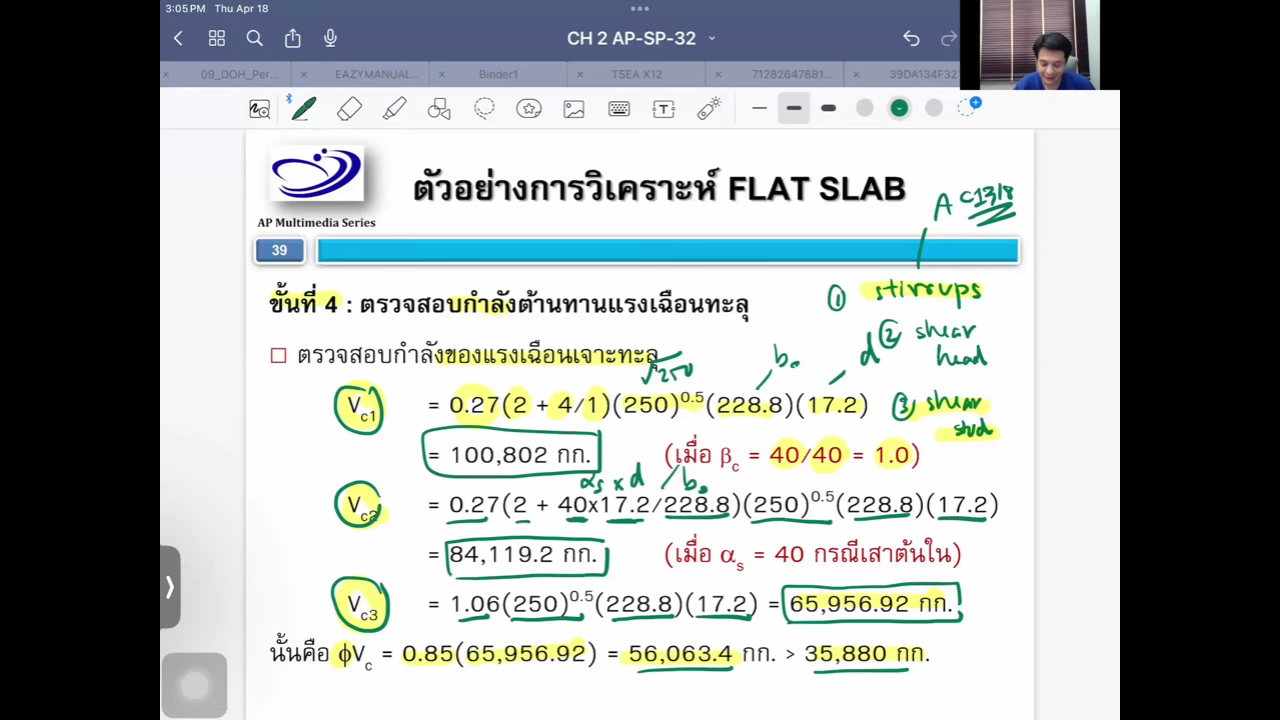 3:05PM Thu Apr 18
CH 2 AP-SP-32
09_DOH_Per...
EAZYMANUAL...
Binder1
TSEA X12
71282647881...
39DA134F321
ตัวอย่างการวิเคราะห์ FLAT SLAB
ACI318
AP Multimedia Series
39
ขั้นที่ 4 : ตรวจสอบกำลังต้านทานแรงเฉือนทะลุ
① stirrups
② shear head
③ shear stud
ตรวจสอบกำลังของแรงเฉือนเจาะทะลุ
√250 b₀ d
Vc1 = 0.27(2 + 4/1)(250)^0.5(228.8)(17.2)
= 100,802 กก. (เมื่อ βc = 40/40 = 1.0)
αs x d / b₀
Vc2 = 0.27(2 + 40x17.2/228.8)(250)^0.5(228.8)(17.2)
= 84,119.2 กก. (เมื่อ αs = 40 กรณีเสาต้นใน)
Vc3 = 1.06(250)^0.5(228.8)(17.2) = 65,956.92 กก.
นั้นคือ ϕVc = 0.85(65,956.92) = 56,063.4 กก. > 35,880 กก.